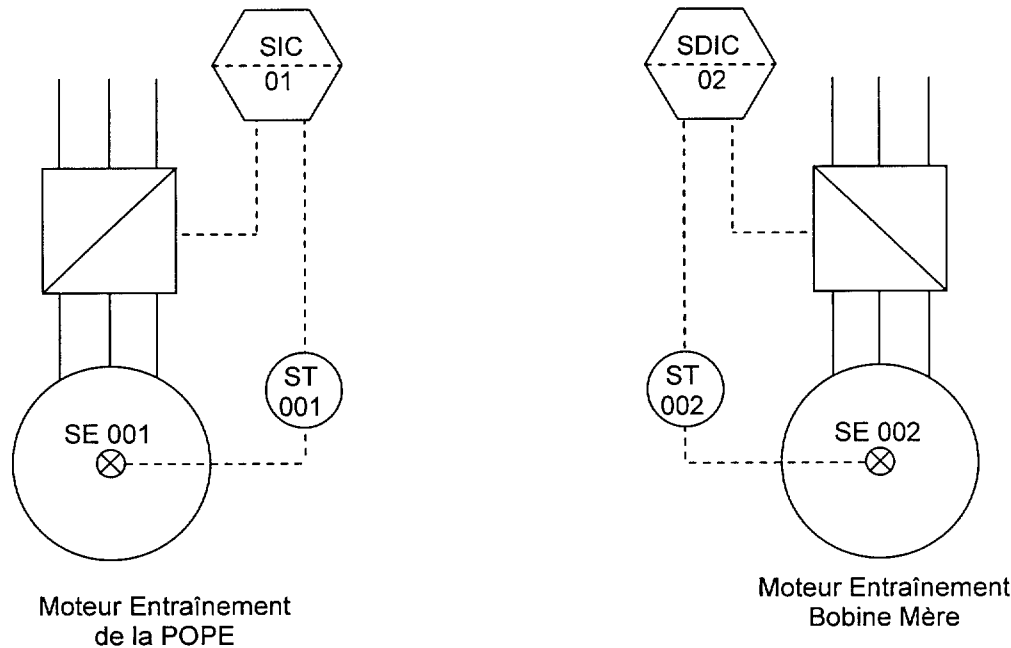 SIC
01
SDIC
02
ST
001
ST
002
SE 001
SE 002
Moteur Entraînement
de la POPE
Moteur Entraînement
Bobine Mère